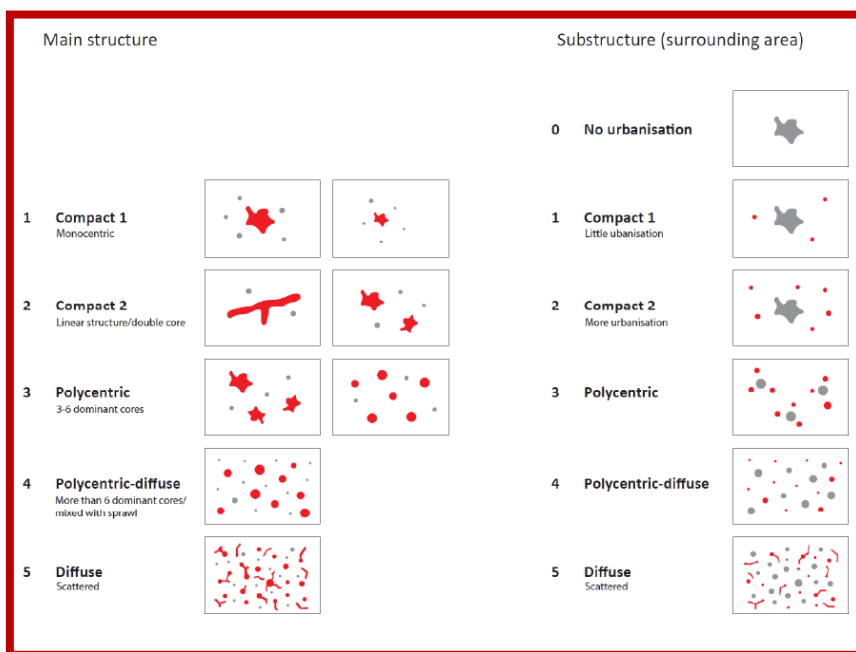 Main structure
1 Compact 1
Monocentric
2 Compact 2
Linear structure/double core
3 Polycentric
3-6 dominant cores
4 Polycentric-diffuse
More than 6 dominant cores/
mixed with sprawl
5 Diffuse
Scattered
Substructure (surrounding area)
0 No urbanisation
1 Compact 1
Little ubanisation
2 Compact 2
More urbanisation
3 Polycentric
4 Polycentric-diffuse
5 Diffuse
Scattered